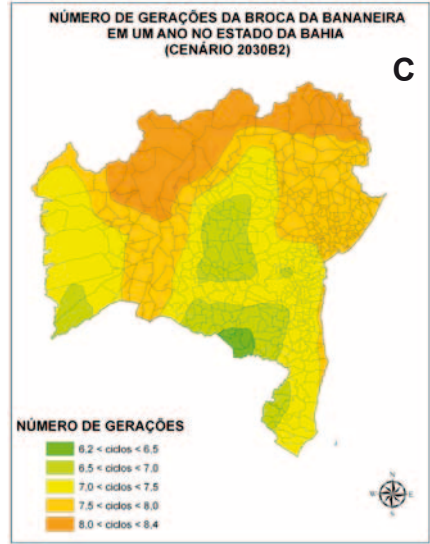 NÚMERO DE GERAÇÕES DA BROCA DA BANANEIRA
EM UM ANO NO ESTADO DA BAHIA
(CENÁRIO 2030B2)
C
NÚMERO DE GERAÇÕES
6,2 < ciclos < 6,5
6,5 < ciclos < 7,0
7,0 < ciclos < 7,5
7,5 < ciclos < 8,0
8,0 < ciclos < 8,4
N
W E
S